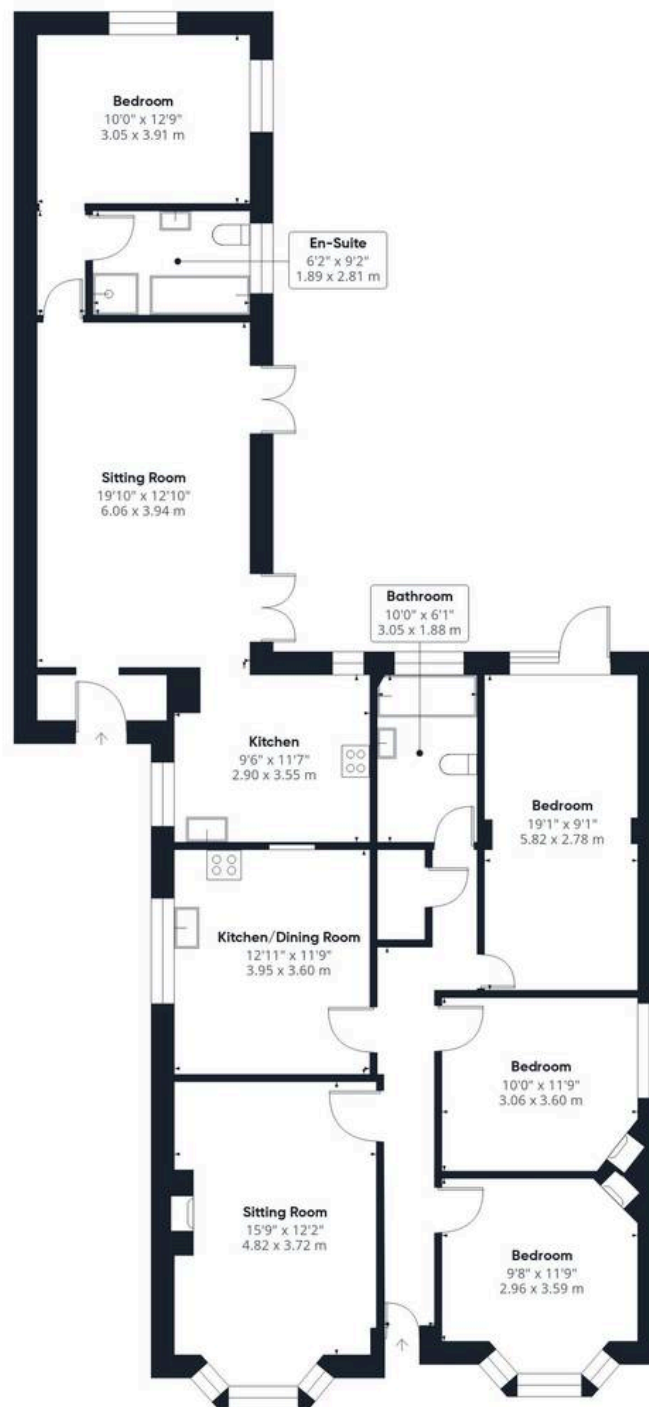 Bedroom
10'0" x 12'9"
3.05 x 3.91 m
En-Suite
6'2" x 9'2"
1.89 x 2.81 m
Sitting Room
19'10" x 12'10"
6.06 x 3.94 m
Bathroom
10'0" x 6'1"
3.05 x 1.88 m
Kitchen
9'6" x 11'7"
2.90 x 3.55 m
Bedroom
19'1" x 9'1"
5.82 x 2.78 m
Kitchen/Dining Room
12'11" x 11'9"
3.95 x 3.60 m
Bedroom
10'0" x 11'9"
3.06 x 3.60 m
Sitting Room
15'9" x 12'2"
4.82 x 3.72 m
Bedroom
9'8" x 11'9"
2.96 x 3.59 m